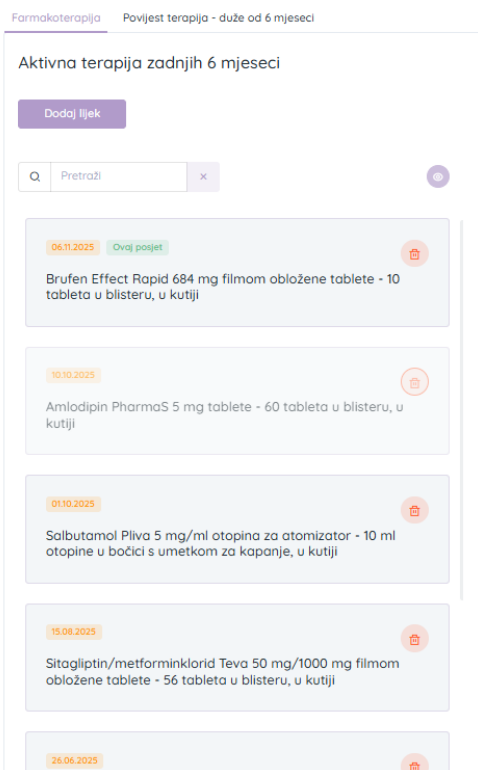 Farmakoterapija Povijest terapija - duže od 6 mjeseci
Aktivna terapija zadnjih 6 mjeseci
Dodaj lijek
Pretraži
06.11.2025 Ovaj posjet
Brufen Effect Rapid 684 mg filmom obložene tablete - 10
tableta u blisteru, u kutiji
10.10.2025
Amlodipin PharmaS 5 mg tablete - 60 tableta u blisteru, u
kutiji
01.10.2025
Salbutamol Pliva 5 mg/ml otopina za atomizator - 10 ml
otopine u bočici s umetkom za kapanje, u kutiji
15.08.2025
Sitagliptin/metforminklorid Teva 50 mg/1000 mg filmom
obložene tablete - 56 tableta u blisteru, u kutiji
26.06.2025